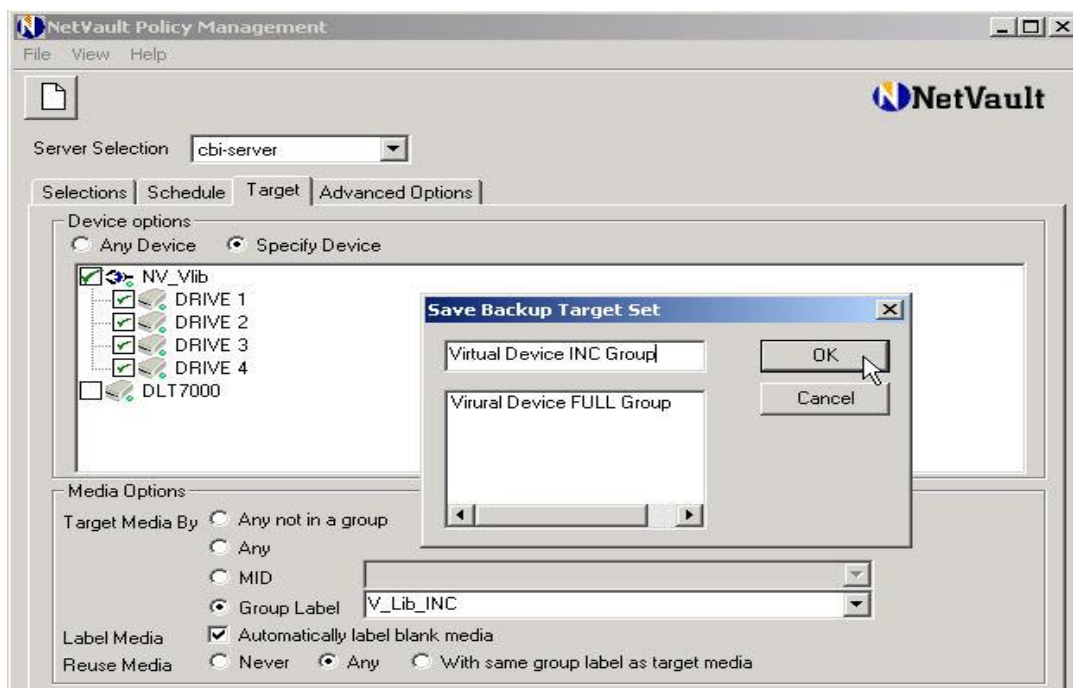 NetVault Policy Management
File View Help
NetVault
Server Selection cbi-server
Selections Schedule Target Advanced Options
Device options
Any Device Specify Device
NV_Vlib
DRIVE 1
DRIVE 2
DRIVE 3
DRIVE 4
DLT7000
Save Backup Target Set
Virtual Device INC Group
OK
Virural Device FULL Group
Cancel
Media Options
Target Media By Any not in a group
Any
MID
Group Label V_Lib_INC
Label Media Automatically label blank media
Reuse Media Never Any With same group label as target media